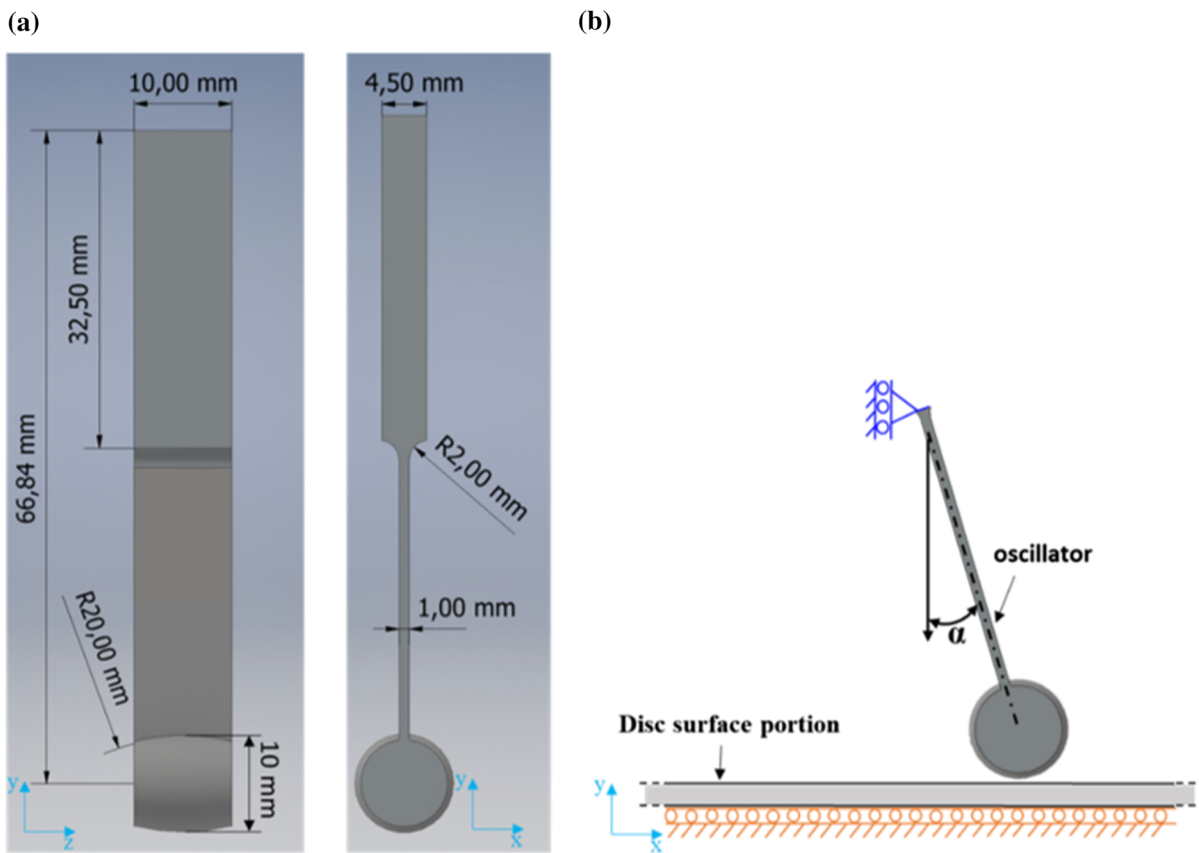 (a)
(b)
10,00 mm
4,50 mm
32,50 mm
66,84 mm
R2,00 mm
oscillator
1,00 mm
α
R20,00 mm
Disc surface portion
10 mm
y
z
y
x
y
x